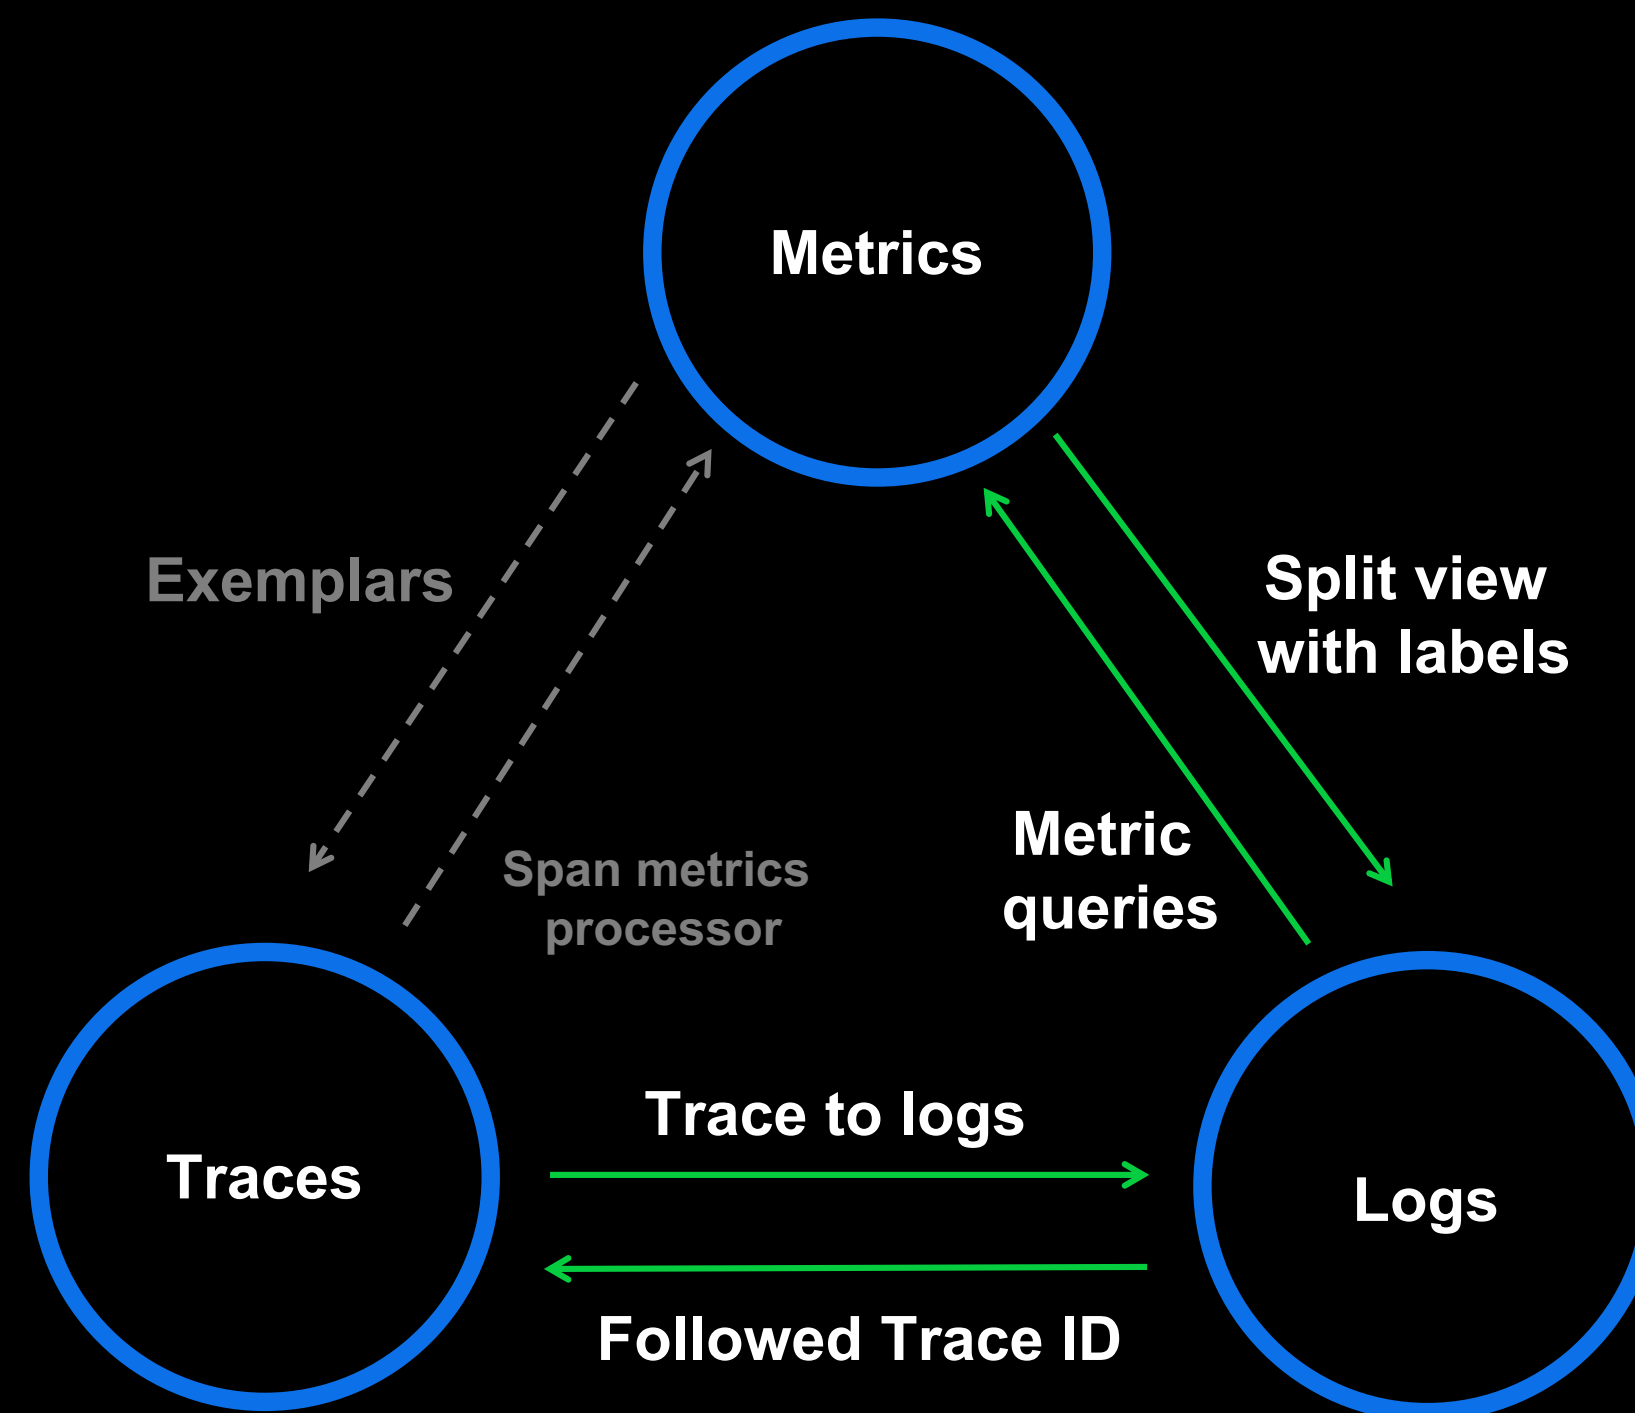 Metrics
Exemplars
Split view
with labels
Span metrics
processor
Metric
queries
Trace to logs
Traces
Logs
Followed Trace ID